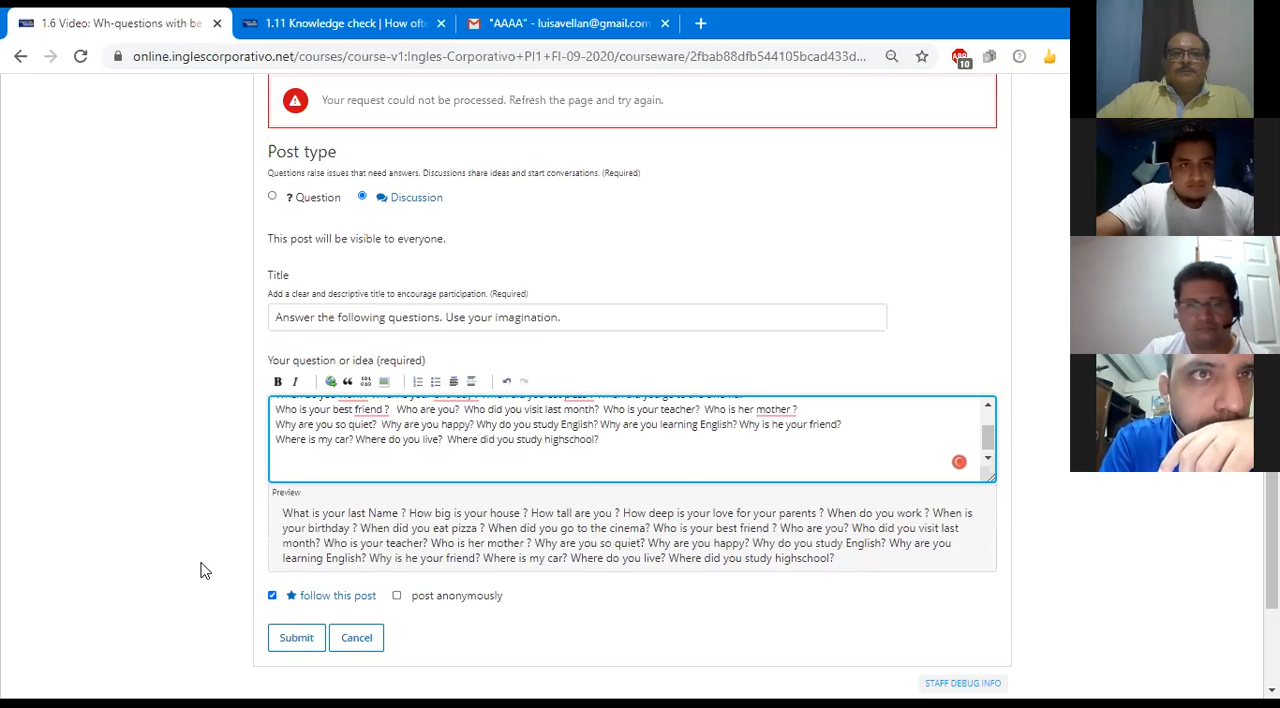 1.6 Video: Wh-questions with be
1.11 Knowledge check | How ofte
"AAAA" - luisavellan@gmail.com
online.inglescorporativo.net/courses/course-v1:Ingles-Corporativo+PI1+FI-09-2020/courseware/2fbab88dfb544105bcad433d...
10
Your request could not be processed. Refresh the page and try again.
Post type
Questions raise issues that need answers. Discussions share ideas and start conversations. (Required)
? Question Discussion
This post will be visible to everyone.
Title
Add a clear and descriptive title to encourage participation. (Required)
Answer the following questions. Use your imagination.
Your question or idea (required)
B I
Who is your best friend ? Who are you? Who did you visit last month? Who is your teacher? Who is her mother ?
Why are you so quiet? Why are you happy? Why do you study English? Why are you learning English? Why is he your friend?
Where is my car? Where do you live? Where did you study highschool?
Preview
What is your last Name ? How big is your house ? How tall are you ? How deep is your love for your parents ? When do you work ? When is
your birthday ? When did you eat pizza ? When did you go to the cinema? Who is your best friend ? Who are you? Who did you visit last
month? Who is your teacher? Who is her mother ? Why are you so quiet? Why are you happy? Why do you study English? Why are you
learning English? Why is he your friend? Where is my car? Where do you live? Where did you study highschool?
follow this post post anonymously
Submit Cancel
STAFF DEBUG INFO